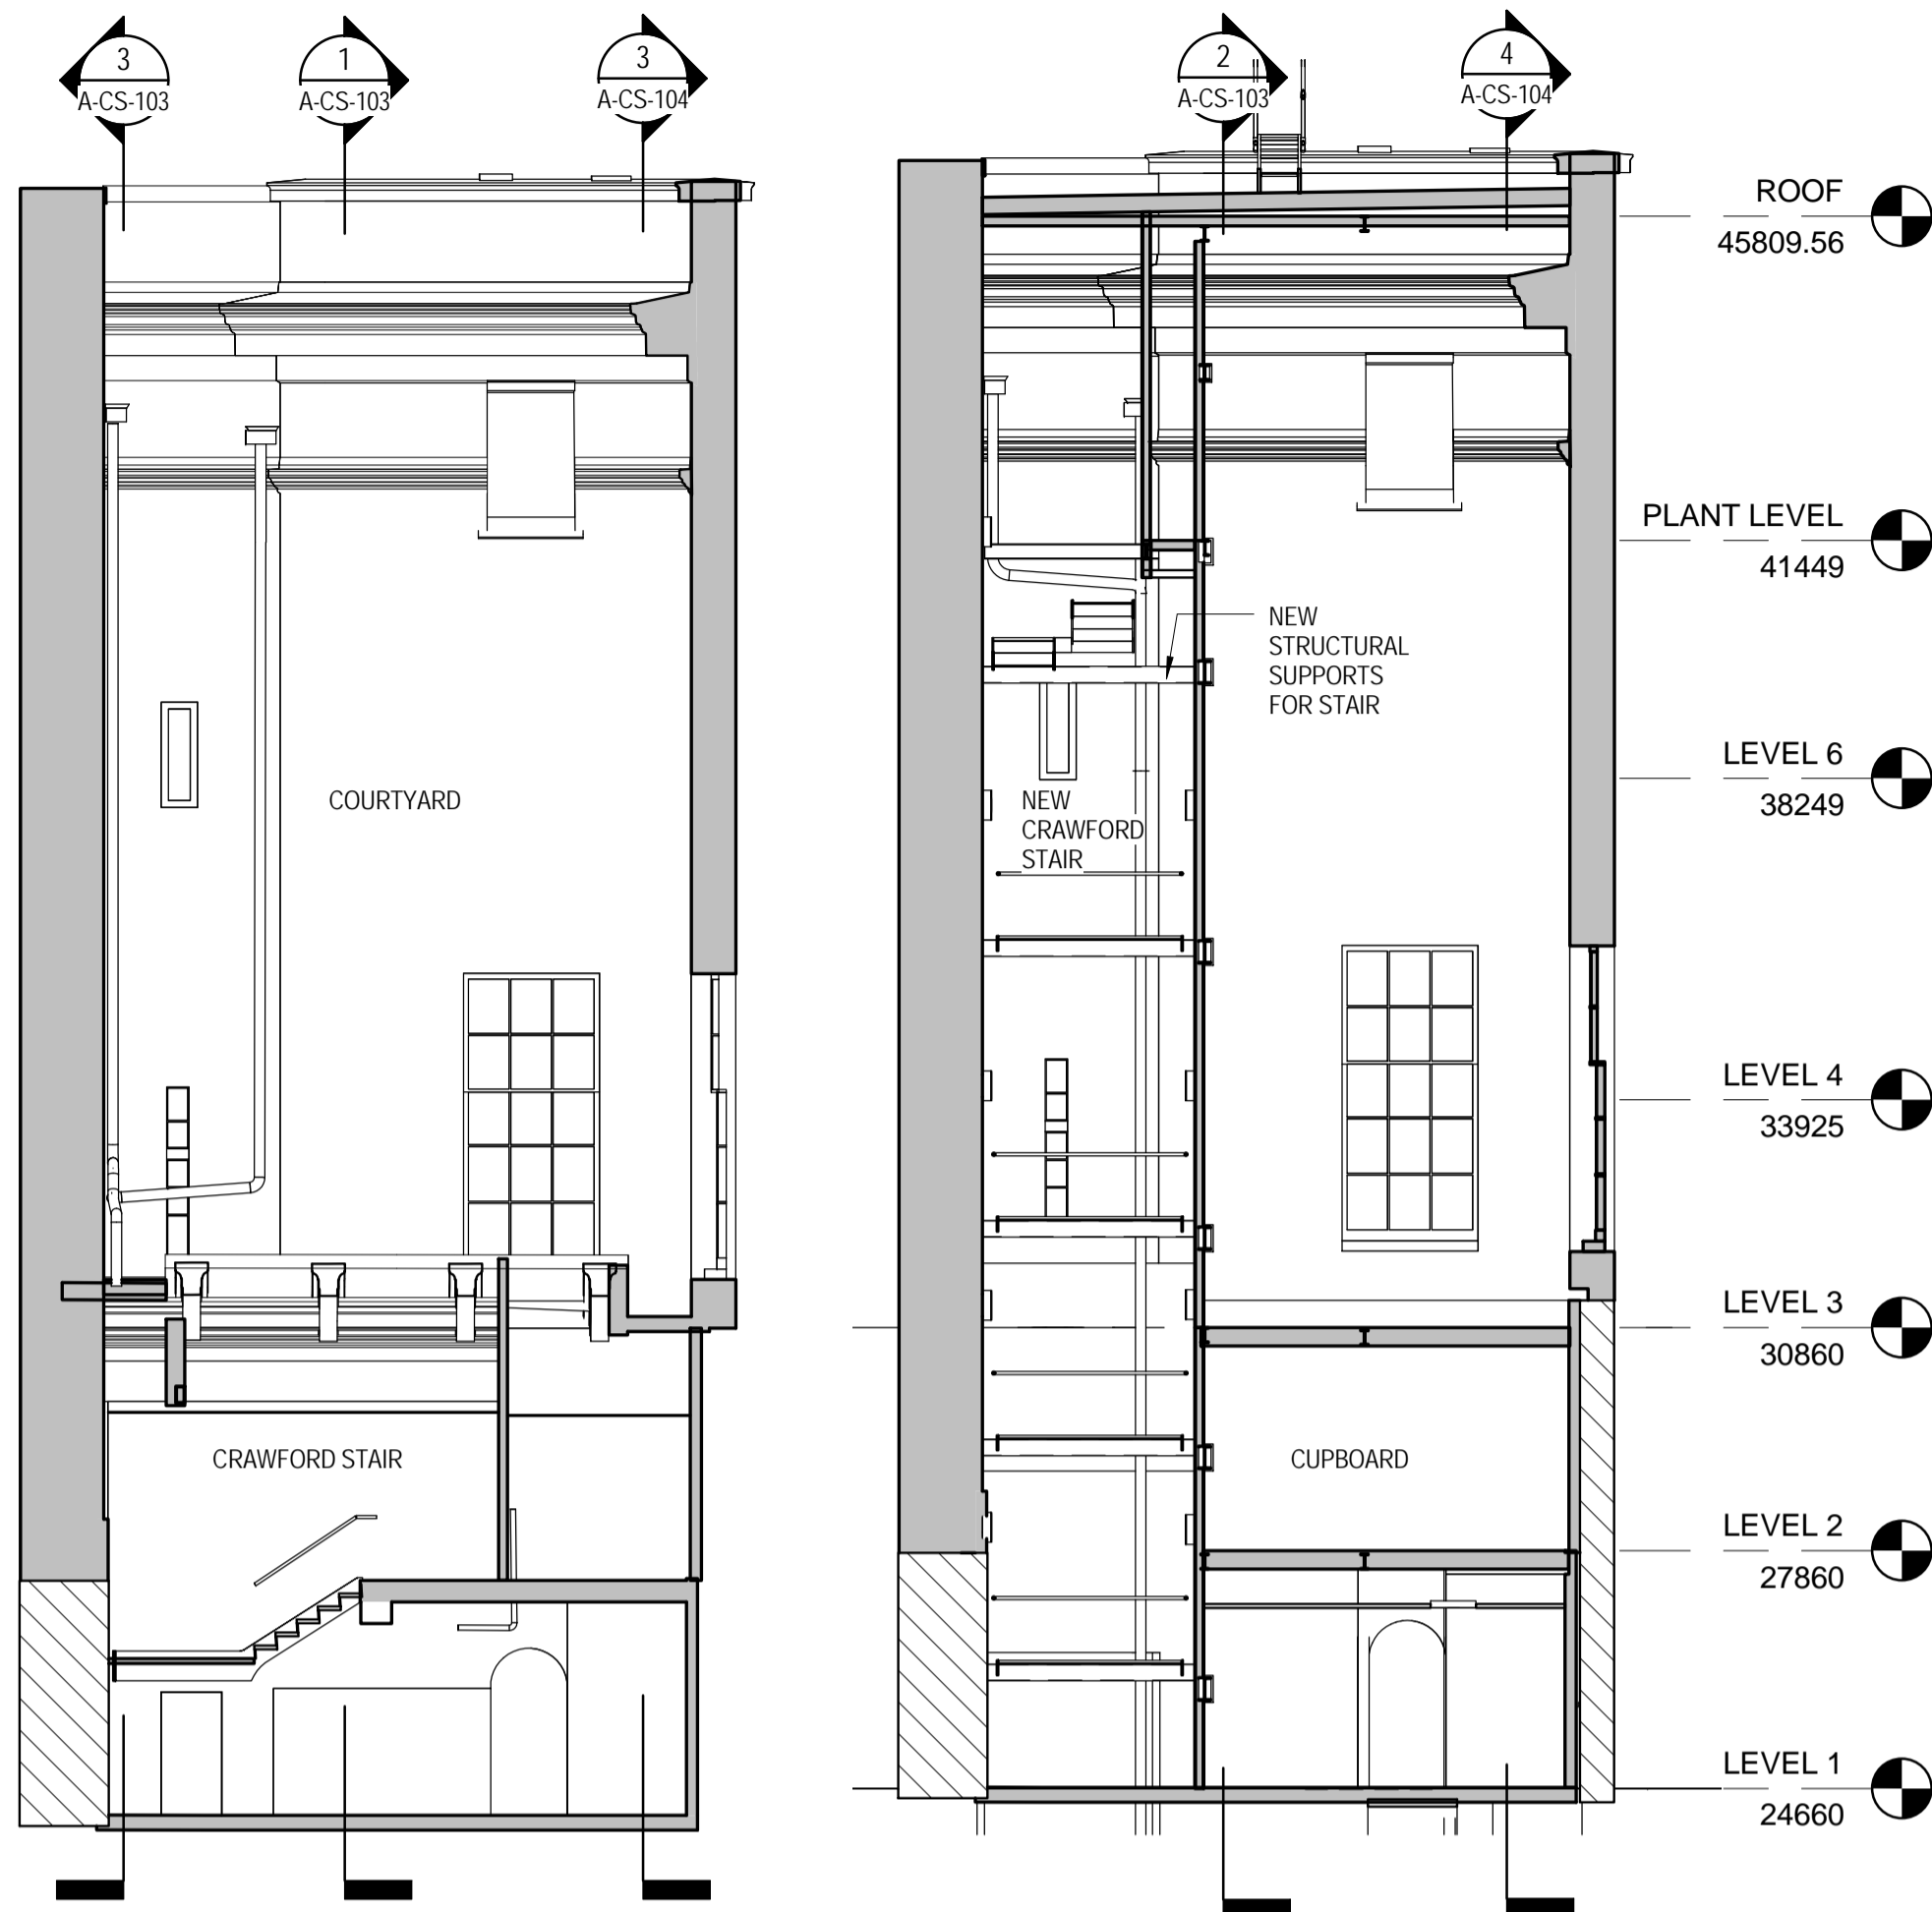 3
A-CS-103
1
A-CS-103
3
A-CS-104
2
A-CS-103
4
A-CS-104
ROOF
45809.56
PLANT LEVEL
41449
NEW
STRUCTURAL
SUPPORTS
FOR STAIR
LEVEL 6
38249
COURTYARD
NEW
CRAWFORD
STAIR
LEVEL 4
33925
LEVEL 3
30860
CRAWFORD STAIR
CUPBOARD
LEVEL 2
27860
LEVEL 1
24660